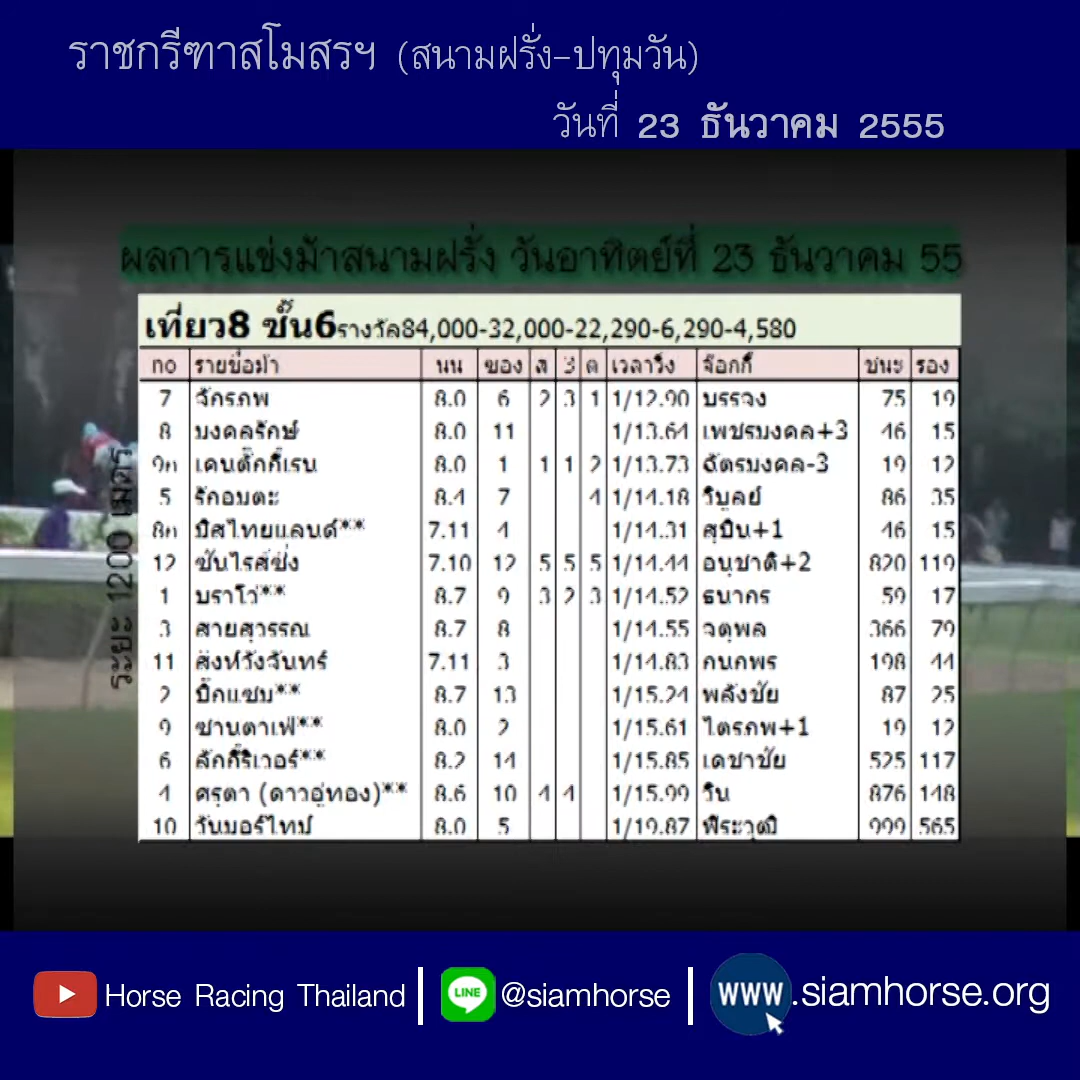 ราชกรีฑาสโมสรฯ (สนามฝรั่ง-ปทุมวัน)
วันที่ 23 ธันวาคม 2555
ผลการแข่งม้าสนามฝรั่ง วันอาทิตย์ที่ 23 ธันวาคม 55
เที่ยว8 ชั้น6รางวัล84,000-32,000-22,290-6,290-4,580
no รายชื่อม้า นน ซอง ส 3 ต เวลาวิ่ง จ๊อกกี้ ชนะ รอง
7 จักรภพ 8.0 6 2 3 1 1/12.90 บรรจง 75 19
8 มงคลรักษ์ 8.0 11 1/13.64 เพชรมงคล+3 46 15
9ก เคนตั๊กกี้เรน 8.0 1 1 1 2 1/13.73 ฉัตรมงคล-3 19 12
5 รักอมตะ 8.4 7 4 1/14.18 วิบูลย์ 86 35
8ก มิสไทยแลนด์** 7.11 4 1/14.31 สุบิน+1 46 15
12 ซันไรส์ซิ่ง 7.10 12 5 5 5 1/14.44 อนุชาติ+2 820 119
1 บราโว่** 8.7 9 3 2 3 1/14.52 ธนากร 59 17
3 สายสุวรรณ 8.7 8 1/14.55 จตุพล 366 79
11 สิงห์วังจันทร์ 7.11 3 1/14.83 กนกพร 198 44
2 บิ๊กแชมป์** 8.7 13 1/15.24 พลังชัย 87 25
9 ซานตาเฟ่** 8.0 2 1/15.61 ไตรภพ+1 19 12
6 ลักกี้ริเวอร์** 8.2 14 1/15.85 เดชาชัย 525 117
4 ศรุตา (ดาวอู่ทอง)** 8.6 10 4 4 1/15.99 วิน 876 148
10 วันมอร์ไทม์ 8.0 5 1/19.87 พีระวุฒิ 999 565
ระยะ 1200 เมตร
Horse Racing Thailand
LINE @siamhorse
www.siamhorse.org